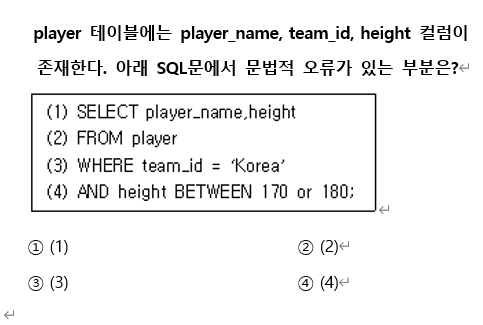 player 테이블에는 player_name, team_id, height 컬럼이
존재한다. 아래 SQL문에서 문법적 오류가 있는 부분은?↵
(1) SELECT player_name,height
(2) FROM player
(3) WHERE team_id = ‘Korea’
(4) AND height BETWEEN 170 or 180;
↵
① (1) ② (2)↵
③ (3) ④ (4)↵
↵